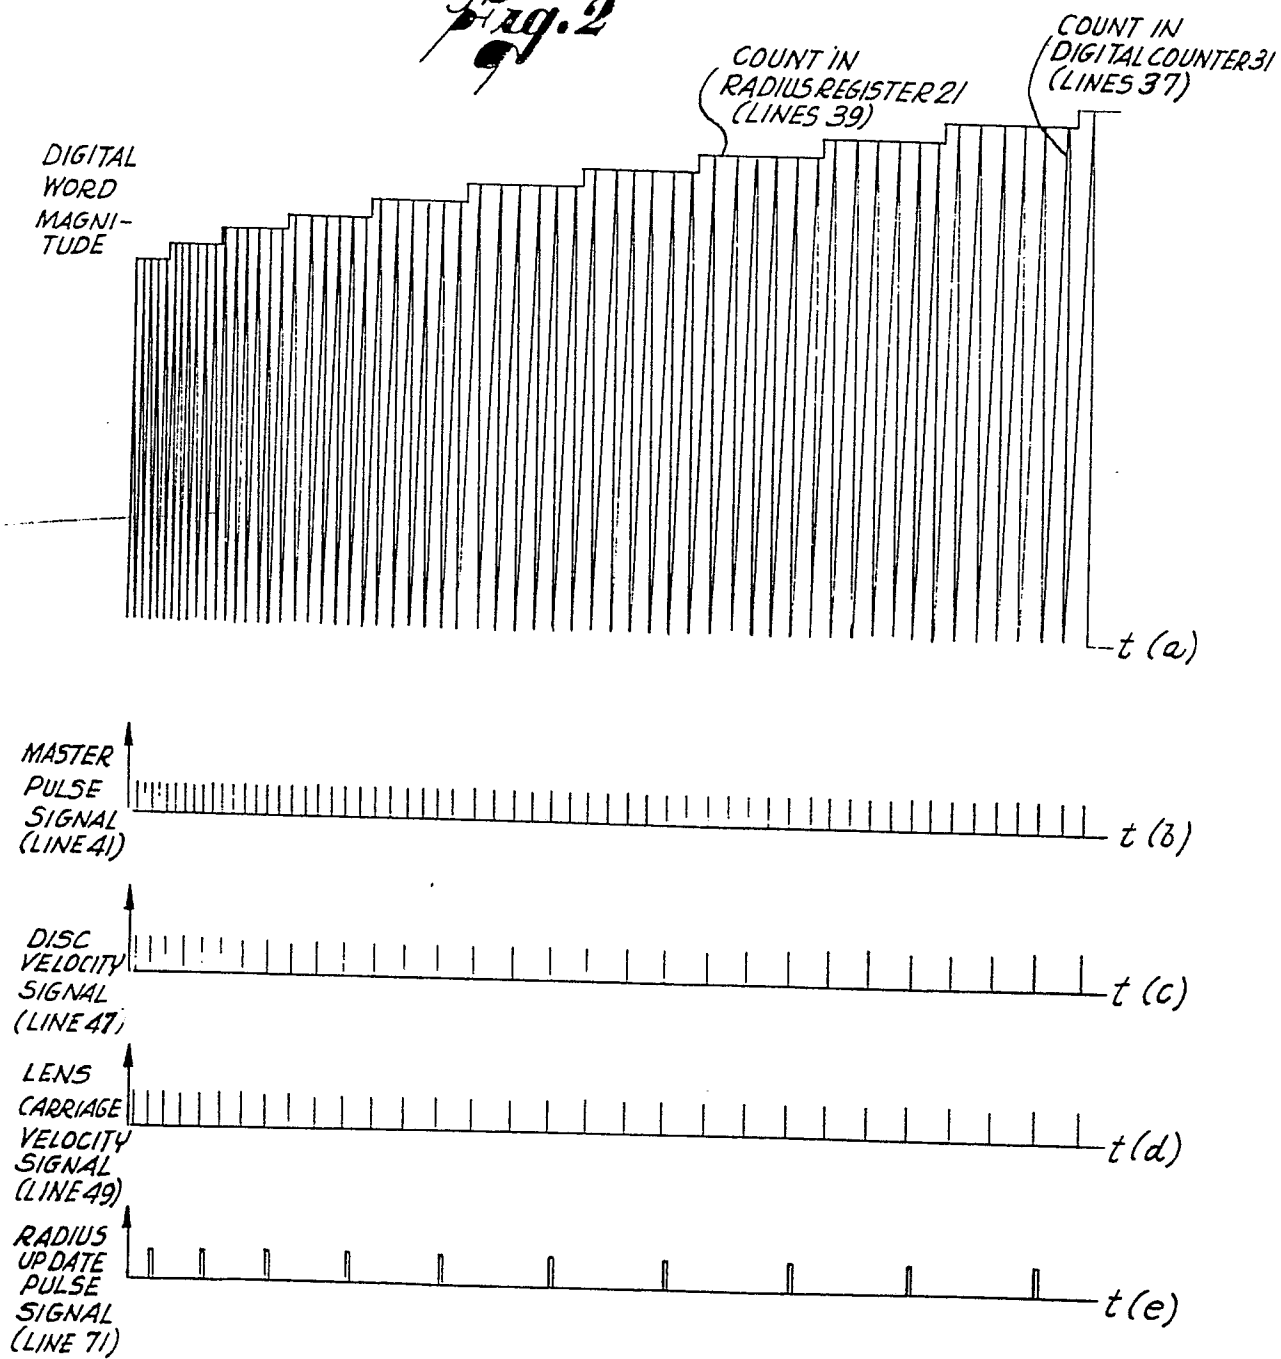 Fig. 2
COUNT IN
RADIUS REGISTER 21
(LINES 39)
COUNT IN
DIGITAL COUNTER 31
(LINES 37)
DIGITAL
WORD
MAGNI-
TUDE
t (a)
MASTER
PULSE
SIGNAL
(LINE 41)
t (b)
DISC
VELOCITY
SIGNAL
(LINE 47)
t (c)
LENS
CARRIAGE
VELOCITY
SIGNAL
(LINE 49)
t (d)
RADIUS
UPDATE
PULSE
SIGNAL
(LINE 71)
t (e)